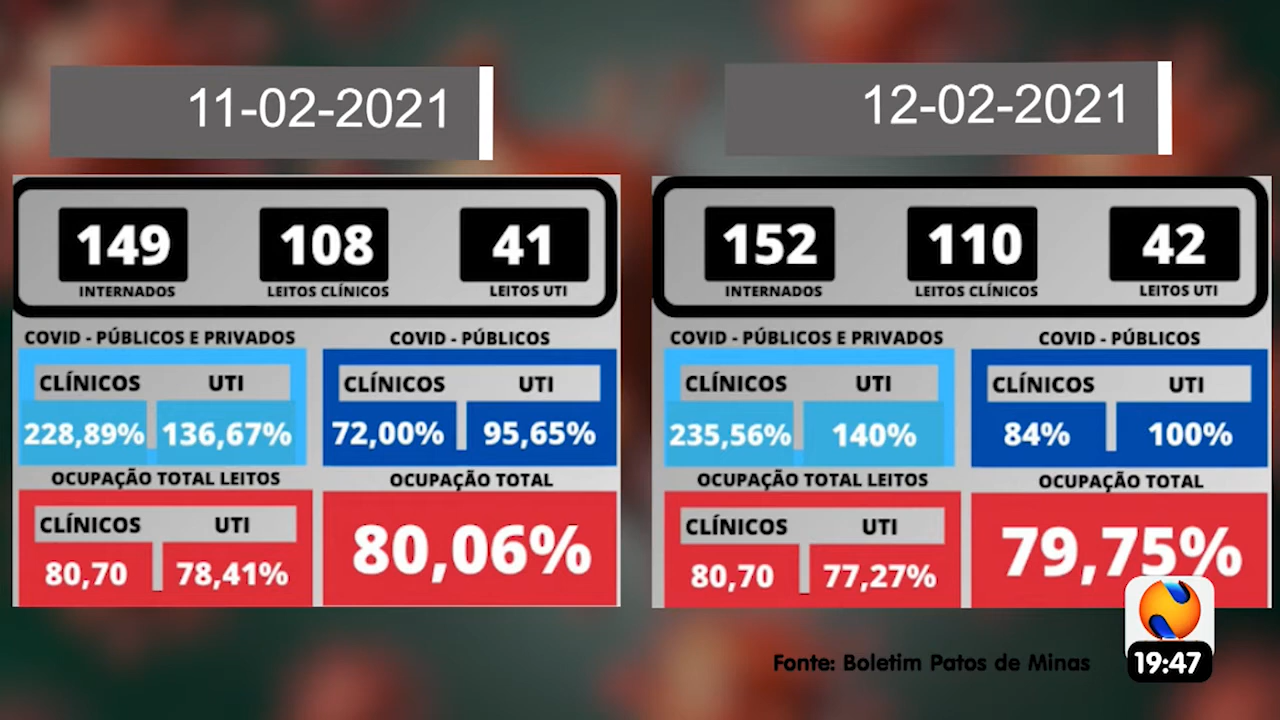 11-02-2021
149 108 41
INTERNADOS LEITOS CLÍNICOS LEITOS UTI
COVID - PÚBLICOS E PRIVADOS COVID - PÚBLICOS
CLÍNICOS UTI CLÍNICOS UTI
228,89% 136,67% 72,00% 95,65%
OCUPAÇÃO TOTAL LEITOS OCUPAÇÃO TOTAL
CLÍNICOS UTI
80,06%
80,70 78,41%
12-02-2021
152 110 42
INTERNADOS LEITOS CLÍNICOS LEITOS UTI
COVID - PÚBLICOS E PRIVADOS COVID - PÚBLICOS
CLÍNICOS UTI CLÍNICOS UTI
235,56% 140% 84% 100%
OCUPAÇÃO TOTAL LEITOS OCUPAÇÃO TOTAL
CLÍNICOS UTI
79,75%
80,70 77,27%
Fonte: Boletim Patos de Minas
19:47